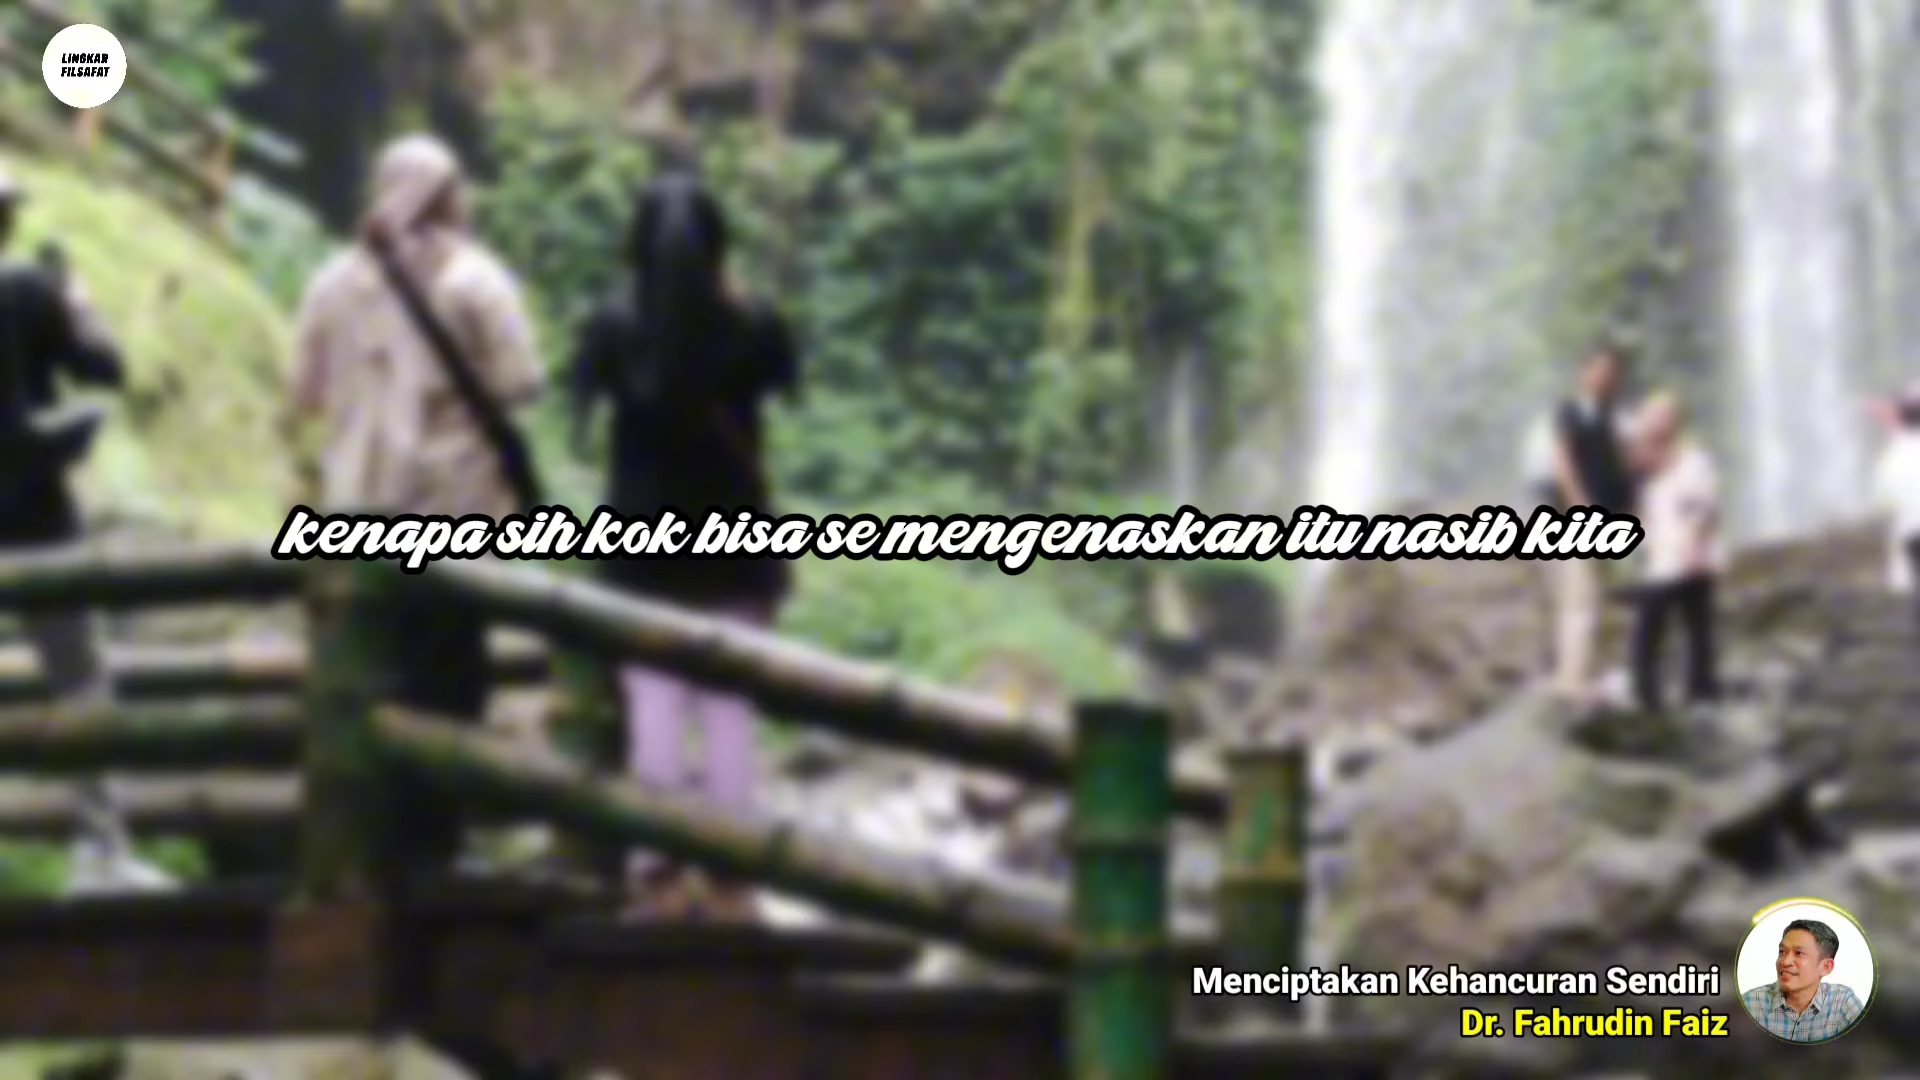 LINGKAR
FILSAFAT
kenapa sih kok bisa se mengenaskan itu nasib kita
Menciptakan Kehancuran Sendiri
Dr. Fahrudin Faiz